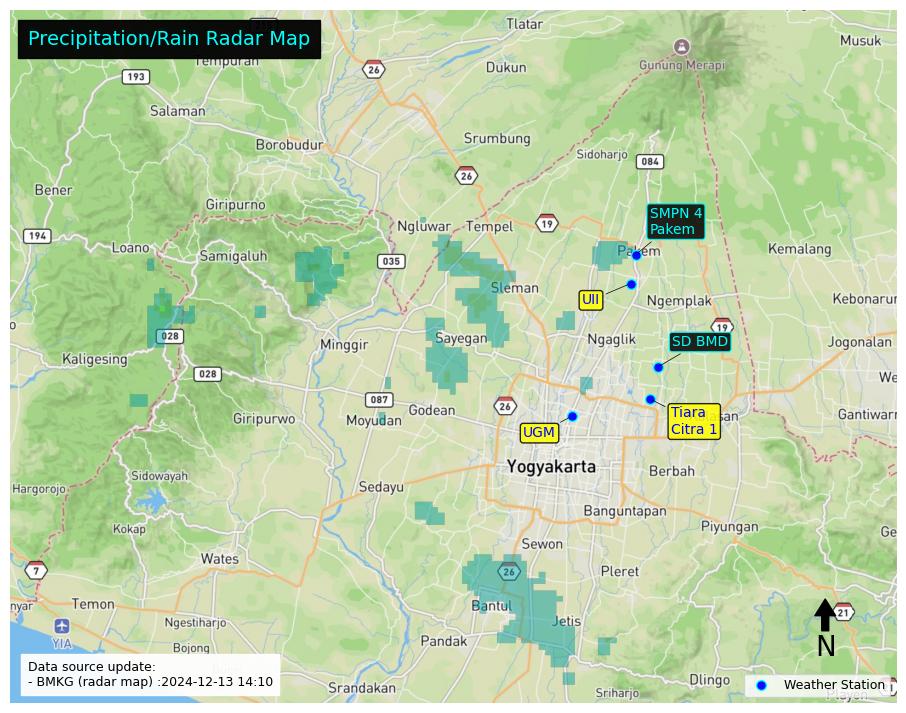 Precipitation/Rain Radar Map
Tlatar
Musuk
Tempuran
26
Dukun
Gunung Merapi
193
Salaman
Borobudur
Srumbung
Sidoharjo
084
26
Bener
Giripurno
SMPN 4
Pakem
194
Ngluwar
Tempel
19
Loano
Samigaluh
035
Pakem
Kemalang
Sleman
UII
Ngemplak
Kebonarum
19
028
Minggir
Sayegan
Ngaglik
SD BMD
Jogonalan
Kaligesing
028
087
Godean
26
Giripurwo
Moyudan
Tiara
Citra 1
Gantiwarn
UGM
Yogyakarta
Berbah
Hargorojo
Sidowayah
Sedayu
Banguntapan
Kokap
Piyungan
Sewon
Wates
7
26
Pleret
Temon
Bantul
21
Ngestiharjo
Jetis
YIA
Bojong
Pandak
N
Data source update:
- BMKG (radar map) :2024-12-13 14:10
Srandakan
Dlingo
Sriharjo
Weather Station
Playen